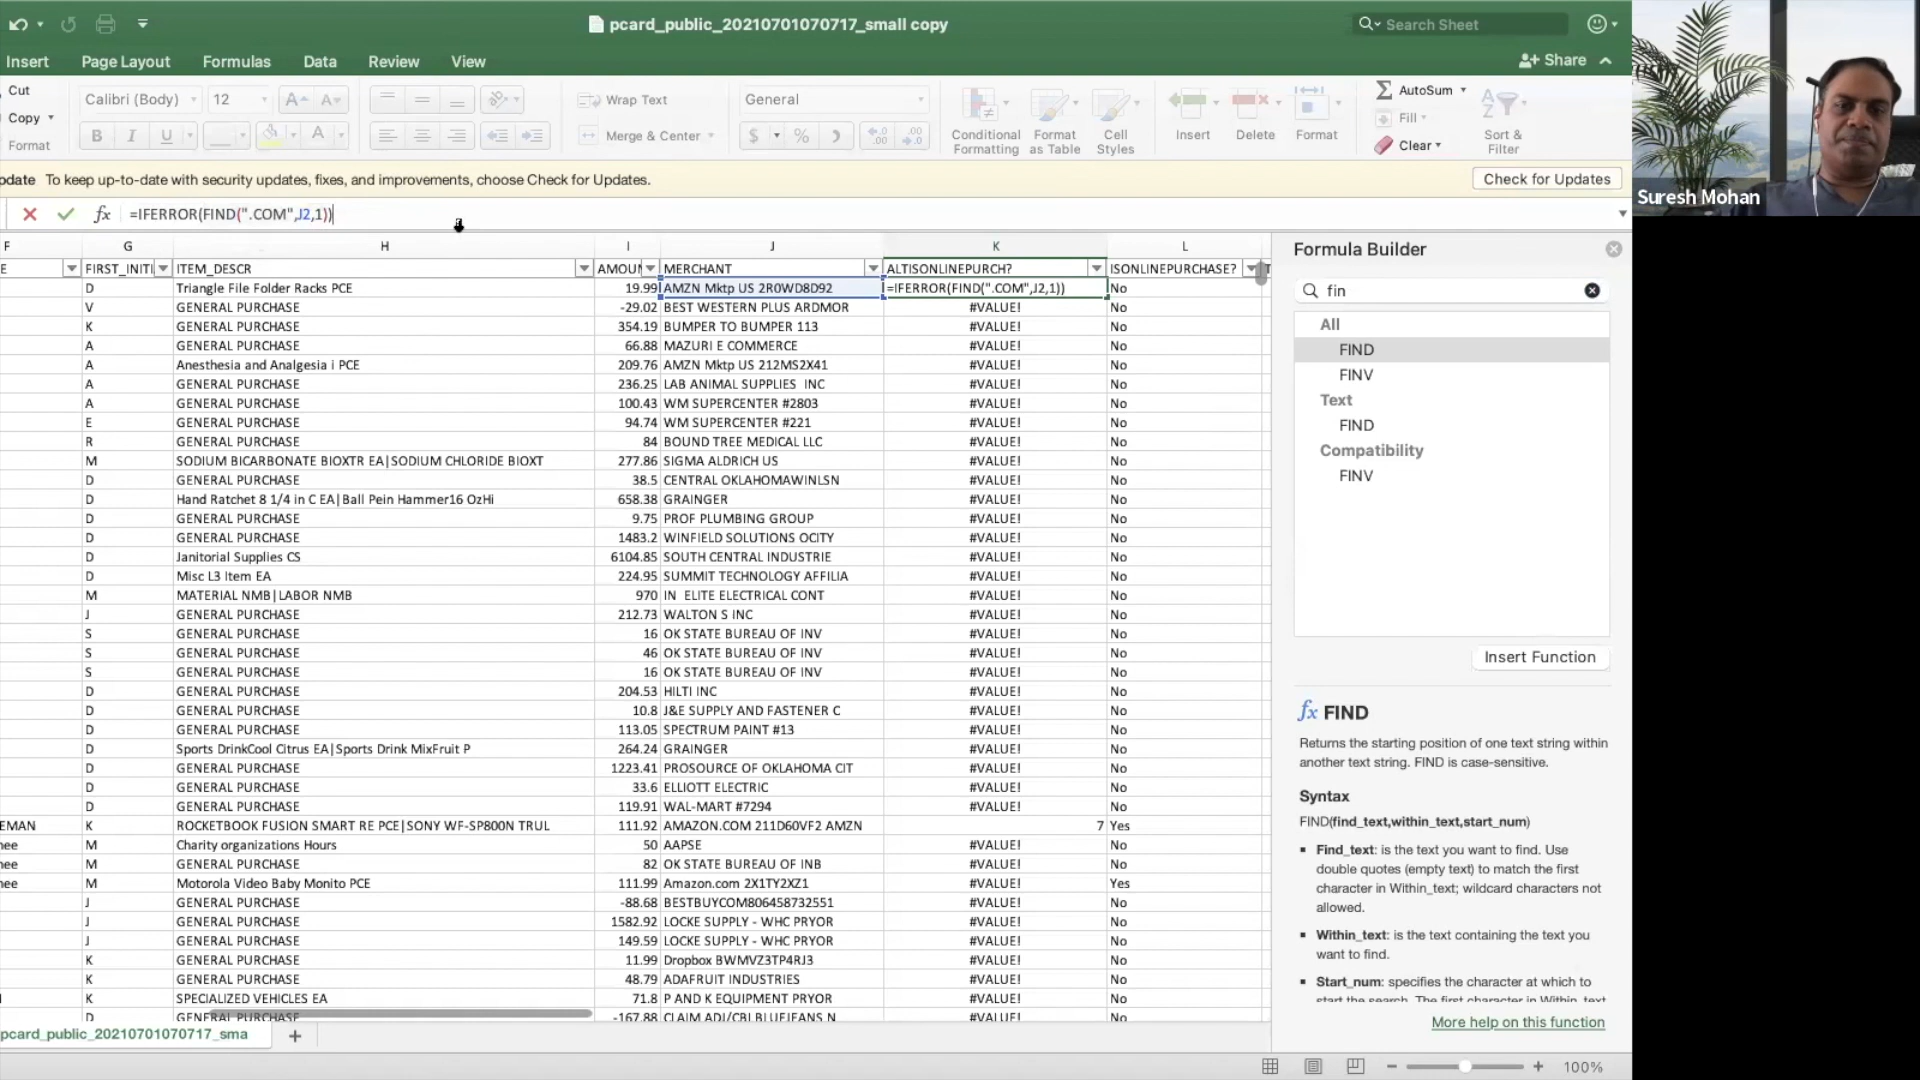 pcard_public_20210701070717_small copy
Search Sheet
Insert Page Layout Formulas Data Review View
Share
Cut
Copy
Format
Calibri (Body) 12
B I U
Wrap Text
Merge & Center
General
$ %
Conditional Formatting
Format as Table
Cell Styles
Insert
Delete
Format
AutoSum
Fill
Clear
Sort & Filter
Suresh Mohan
pdate To keep up-to-date with security updates, fixes, and improvements, choose Check for Updates.
Check for Updates
fx =IFERROR(FIND(".COM",J2,1))
F G H I J K L
E FIRST_INITI ITEM_DESCR AMOUN MERCHANT ALTISONLINEPURCH? ISONLINEPURCHASE? T
D Triangle File Folder Racks PCE 19.99 AMZN Mktp US 2R0WD8D92 =IFERROR(FIND(".COM",J2,1)) No
V GENERAL PURCHASE -29.02 BEST WESTERN PLUS ARDMOR #VALUE! No
K GENERAL PURCHASE 354.19 BUMPER TO BUMPER 113 #VALUE! No
A GENERAL PURCHASE 66.88 MAZURI E COMMERCE #VALUE! No
A Anesthesia and Analgesia i PCE 209.76 AMZN Mktp US 212MS2X41 #VALUE! No
A GENERAL PURCHASE 236.25 LAB ANIMAL SUPPLIES INC #VALUE! No
A GENERAL PURCHASE 100.43 WM SUPERCENTER #2803 #VALUE! No
E GENERAL PURCHASE 94.74 WM SUPERCENTER #221 #VALUE! No
R GENERAL PURCHASE 84 BOUND TREE MEDICAL LLC #VALUE! No
M SODIUM BICARBONATE BIOXTR EA|SODIUM CHLORIDE BIOXT 277.86 SIGMA ALDRICH US #VALUE! No
D GENERAL PURCHASE 38.5 CENTRAL OKLAHOMAWINLSN #VALUE! No
D Hand Ratchet 8 1/4 in C EA|Ball Pein Hammer16 OzHi 658.38 GRAINGER #VALUE! No
D GENERAL PURCHASE 9.75 PROF PLUMBING GROUP #VALUE! No
D GENERAL PURCHASE 1483.2 WINFIELD SOLUTIONS OCITY #VALUE! No
D Janitorial Supplies CS 6104.85 SOUTH CENTRAL INDUSTRIE #VALUE! No
D Misc L3 Item EA 224.95 SUMMIT TECHNOLOGY AFFILIA #VALUE! No
M MATERIAL NMB|LABOR NMB 970 IN ELITE ELECTRICAL CONT #VALUE! No
J GENERAL PURCHASE 212.73 WALTON S INC #VALUE! No
S GENERAL PURCHASE 16 OK STATE BUREAU OF INV #VALUE! No
S GENERAL PURCHASE 46 OK STATE BUREAU OF INV #VALUE! No
S GENERAL PURCHASE 16 OK STATE BUREAU OF INV #VALUE! No
D GENERAL PURCHASE 204.53 HILTI INC #VALUE! No
D GENERAL PURCHASE 10.8 J&E SUPPLY AND FASTENER C #VALUE! No
D GENERAL PURCHASE 113.05 SPECTRUM PAINT #13 #VALUE! No
D Sports DrinkCool Citrus EA|Sports Drink MixFruit P 264.24 GRAINGER #VALUE! No
D GENERAL PURCHASE 1223.41 PROSOURCE OF OKLAHOMA CIT #VALUE! No
D GENERAL PURCHASE 33.6 ELLIOTT ELECTRIC #VALUE! No
D GENERAL PURCHASE 119.91 WAL-MART #7294 #VALUE! No
EMAN K ROCKETBOOK FUSION SMART RE PCE|SONY WF-SP800N TRUL 111.92 AMAZON.COM 211D60VF2 AMZN 7 Yes
nee M Charity organizations Hours 50 AAPSE #VALUE! No
nee M GENERAL PURCHASE 82 OK STATE BUREAU OF INB #VALUE! No
nee M Motorola Video Baby Monito PCE 111.99 Amazon.com 2X1TY2XZ1 #VALUE! Yes
J GENERAL PURCHASE -88.68 BESTBUYCOM806458732551 #VALUE! No
J GENERAL PURCHASE 1582.92 LOCKE SUPPLY - WHC PRYOR #VALUE! No
J GENERAL PURCHASE 149.59 LOCKE SUPPLY - WHC PRYOR #VALUE! No
K GENERAL PURCHASE 11.99 Dropbox BWMVZ3TP4RJ3 #VALUE! No
K GENERAL PURCHASE 48.79 ADAFRUIT INDUSTRIES #VALUE! No
K SPECIALIZED VEHICLES EA 71.8 P AND K EQUIPMENT PRYOR #VALUE! No
D GENERAL PURCHASE -167.88 CLAIM ADJ/CBI BLUEJEANS N #VALUE! No
pcard_public_20210701070717_sma
100%
Formula Builder
fin
All
FIND
FINV
Text
FIND
Compatibility
FINV
Insert Function
fx FIND
Returns the starting position of one text string within
another text string. FIND is case-sensitive.
Syntax
FIND(find_text,within_text,start_num)
▪ Find_text: is the text you want to find. Use
double quotes (empty text) to match the first
character in Within_text; wildcard characters not
allowed.
▪ Within_text: is the text containing the text you
want to find.
▪ Start_num: specifies the character at which to
start the search. The first character in Within_text
More help on this function